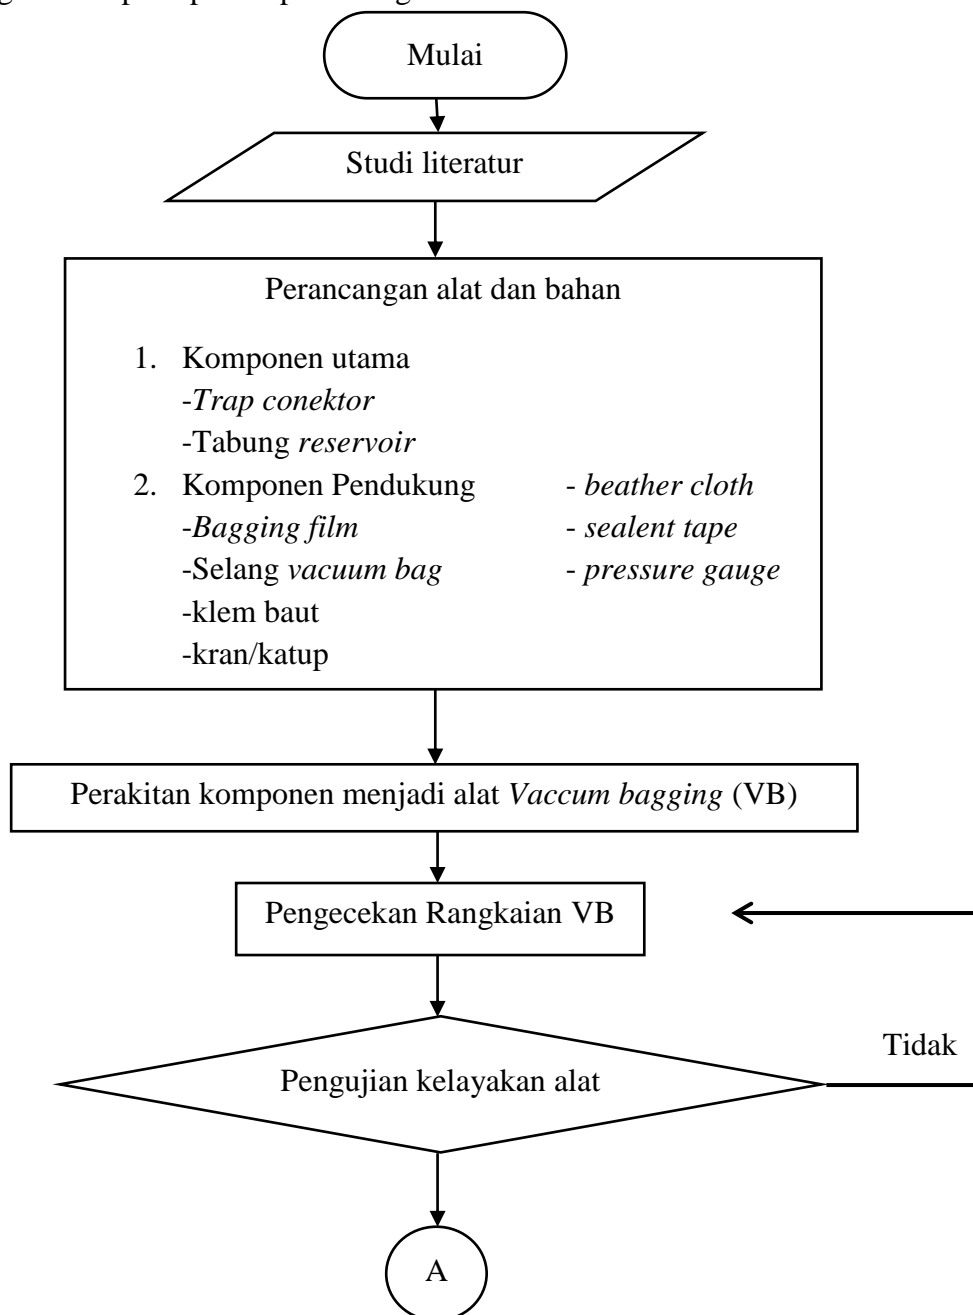 Mulai
Studi literatur
Perancangan alat dan bahan
1. Komponen utama
-Trap conektor
-Tabung reservoir
2. Komponen Pendukung - beather cloth
-Bagging film - sealent tape
-Selang vacuum bag - pressure gauge
-klem baut
-kran/katup
Perakitan komponen menjadi alat Vaccum bagging (VB)
Pengecekan Rangkaian VB
Tidak
Pengujian kelayakan alat
A